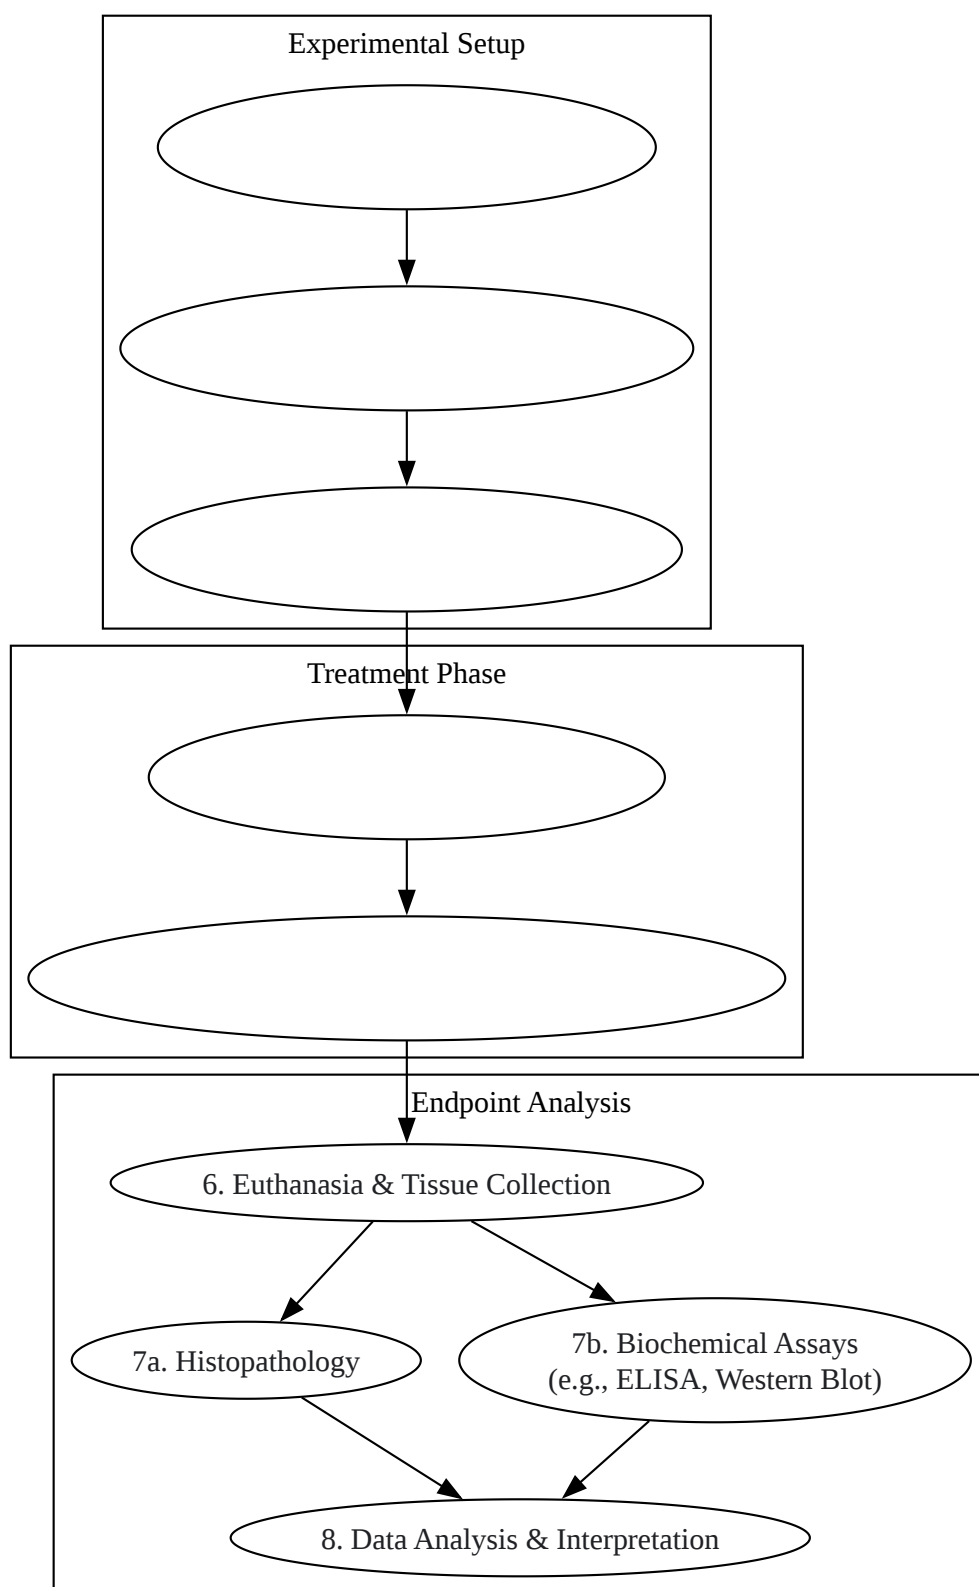 Experimental Setup
Treatment Phase
Endpoint Analysis
6. Euthanasia & Tissue Collection
7a. Histopathology
7b. Biochemical Assays
(e.g., ELISA, Western Blot)
8. Data Analysis & Interpretation